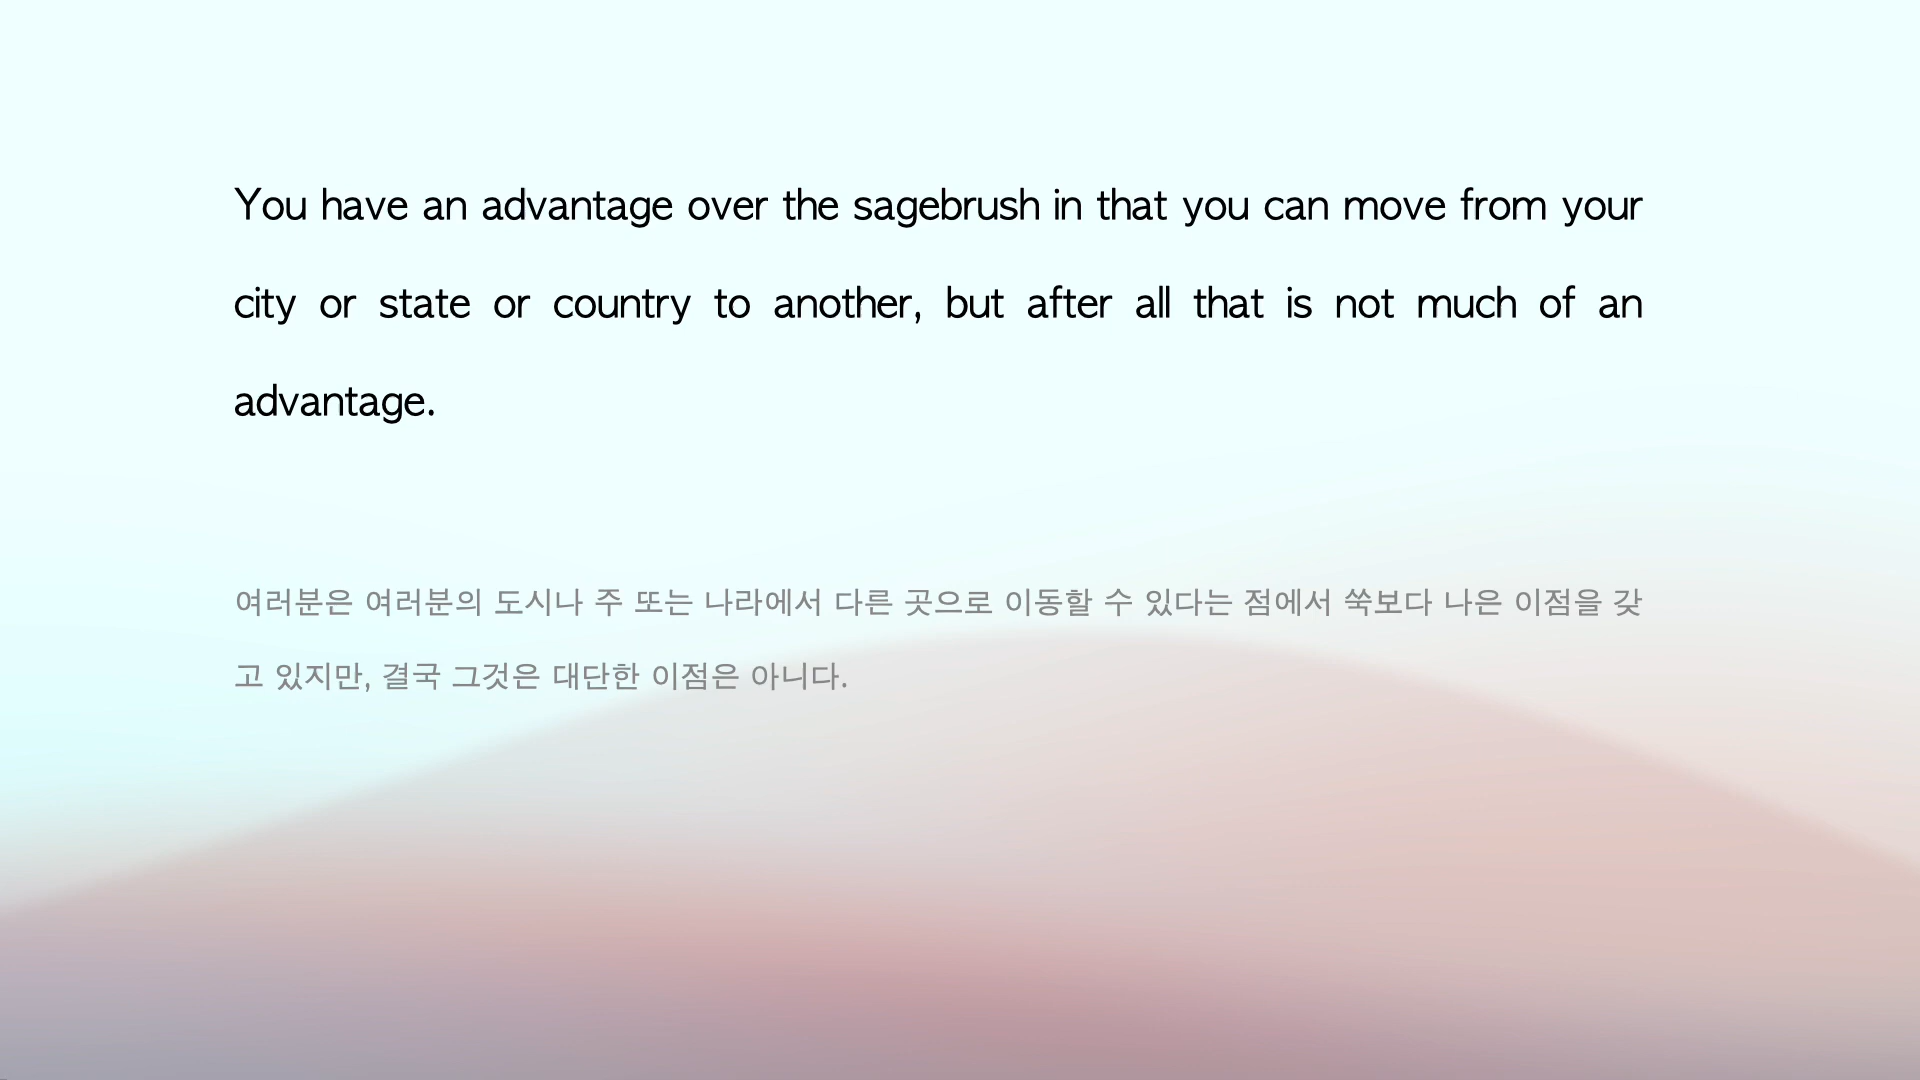 You have an advantage over the sagebrush in that you can move from your
city or state or country to another, but after all that is not much of an
advantage.
여러분은 여러분의 도시나 주 또는 나라에서 다른 곳으로 이동할 수 있다는 점에서 쑥보다 나은 이점을 갖
고 있지만, 결국 그것은 대단한 이점은 아니다.